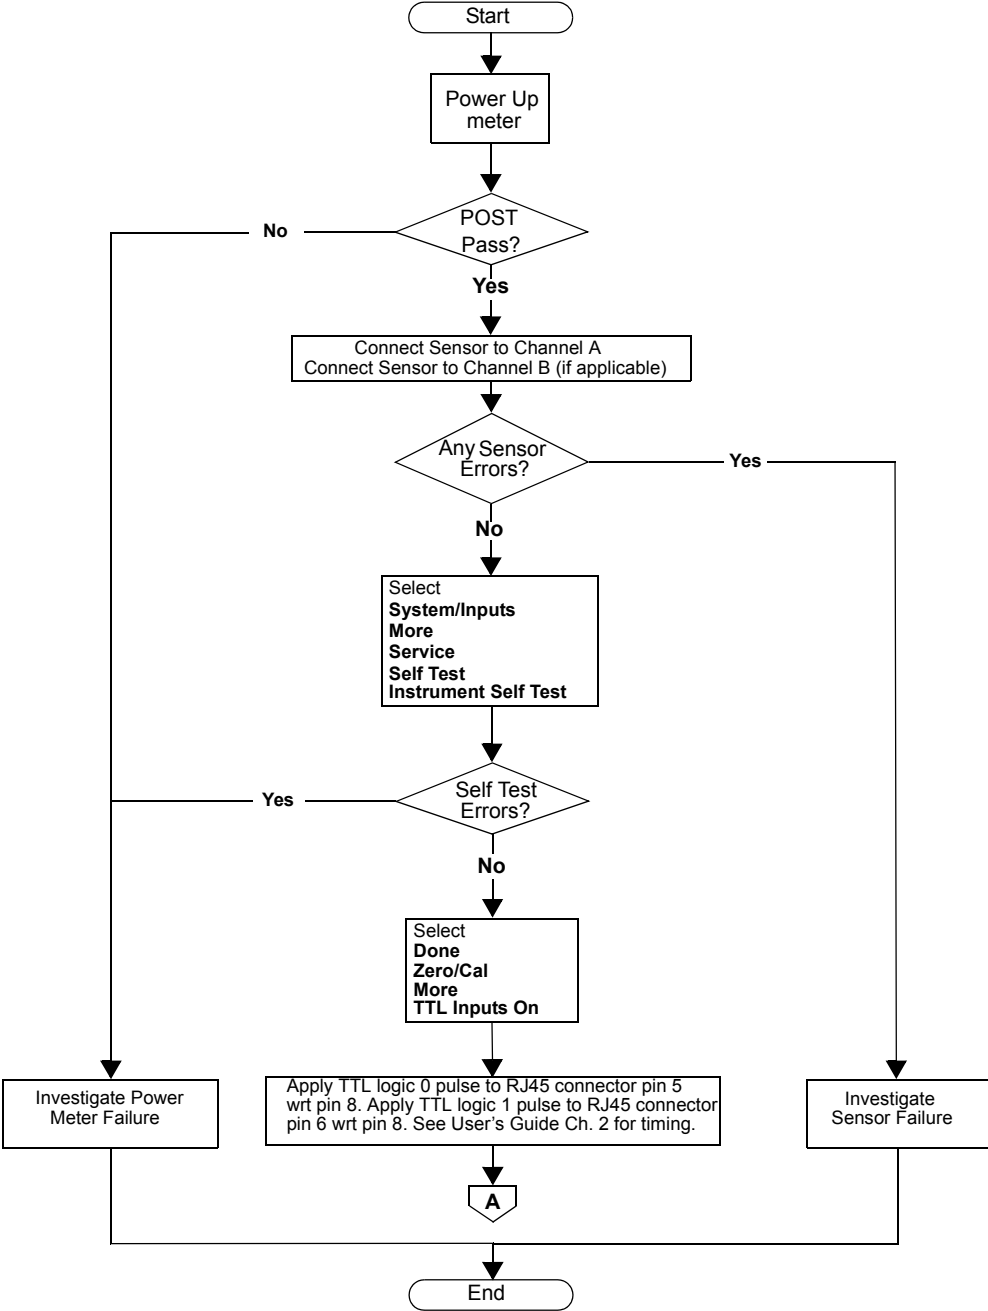 Start
Power Up
meter
POST
Pass?
No
Yes
Connect Sensor to Channel A
Connect Sensor to Channel B (if applicable)
Any Sensor
Errors?
Yes
No
Select
System/Inputs
More
Service
Self Test
Instrument Self Test
Self Test
Errors?
Yes
No
Select
Done
Zero/Cal
More
TTL Inputs On
Investigate Power
Meter Failure
Apply TTL logic 0 pulse to RJ45 connector pin 5
wrt pin 8. Apply TTL logic 1 pulse to RJ45 connector
pin 6 wrt pin 8. See User's Guide Ch. 2 for timing.
Investigate
Sensor Failure
A
End